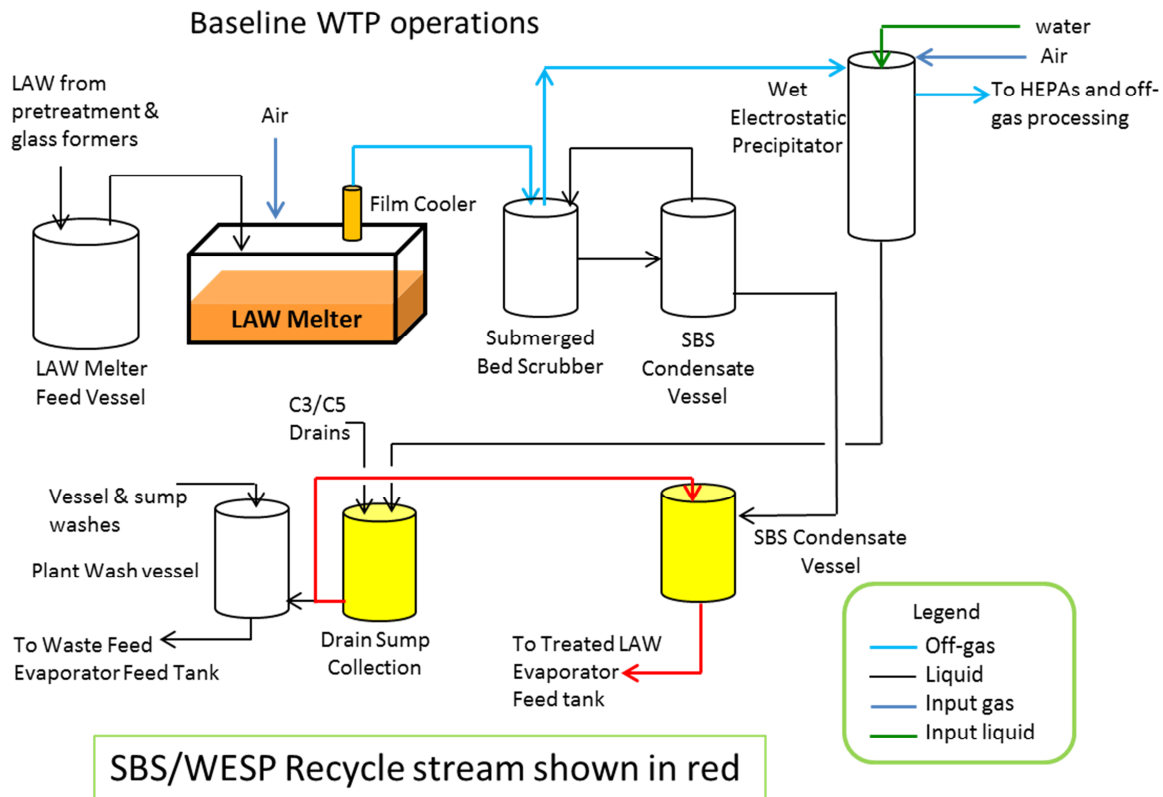 Baseline WTP operations
water
Air
To HEPAs and off-
gas processing
Wet
Electrostatic
Precipitator
LAW from
pretreatment &
glass formers
Air
Film Cooler
LAW Melter
LAW Melter
Feed Vessel
Submerged
Bed Scrubber
SBS
Condensate
Vessel
C3/C5
Drains
Vessel & sump
washes
Plant Wash vessel
To Waste Feed
Evaporator Feed Tank
Drain Sump
Collection
To Treated LAW
Evaporator
Feed tank
SBS Condensate
Vessel
Legend
Off-gas
Liquid
Input gas
Input liquid
SBS/WESP Recycle stream shown in red